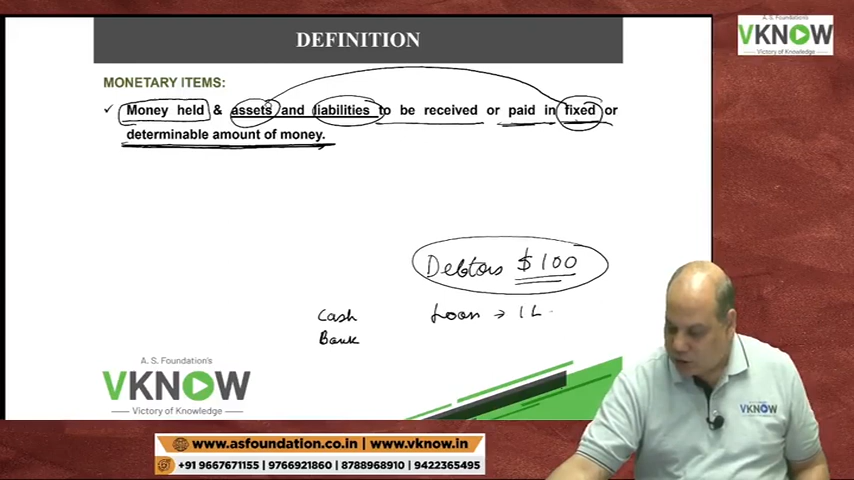 DEFINITION
A. S. Foundation's
VKNOW
Victory of Knowledge
MONETARY ITEMS:
✓ Money held & assets and liabilities to be received or paid in fixed or
determinable amount of money.
Debtors $100
Cash
Loan → 1L
Bank
A. S. Foundation's
VKNOW
Victory of Knowledge
VKNOW
www.asfoundation.co.in | www.vknow.in
+91 9667671155 | 9766921860 | 8788968910 | 9422365495